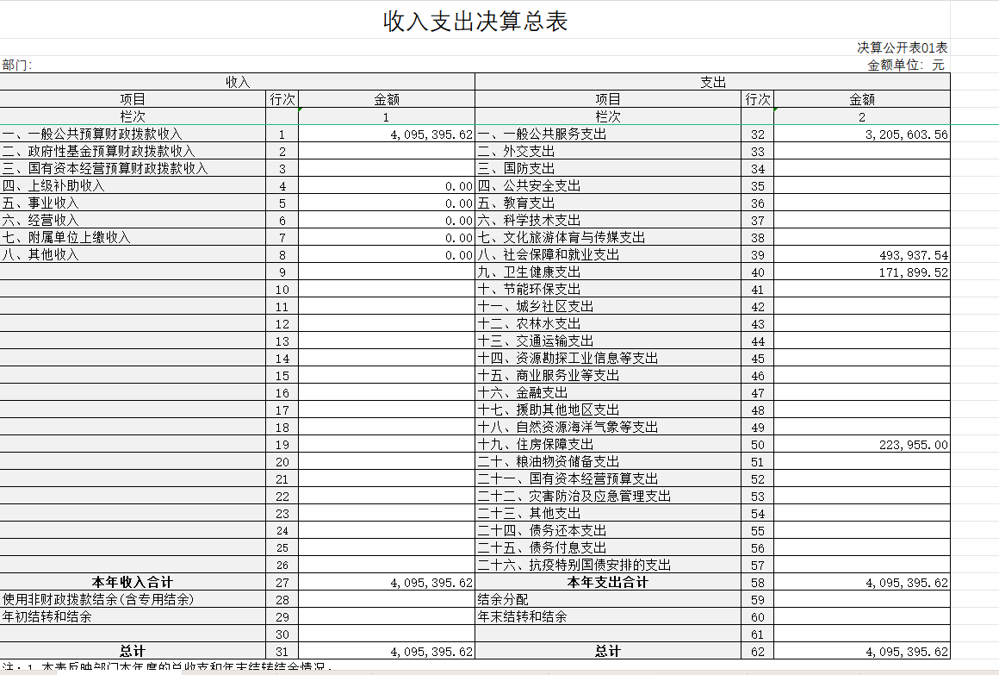 收入支出决算总表
决算公开表01表
部门: 金额单位: 元
收入 支出
项目 行次 金额 项目 行次 金额
栏次 1 栏次 2
一、一般公共预算财政拨款收入 1 4,095,395.62 一、一般公共服务支出 32 3,205,603.56
二、政府性基金预算财政拨款收入 2 二、外交支出 33
三、国有资本经营预算财政拨款收入 3 三、国防支出 34
四、上级补助收入 4 0.00 四、公共安全支出 35
五、事业收入 5 0.00 五、教育支出 36
六、经营收入 6 0.00 六、科学技术支出 37
七、附属单位上缴收入 7 0.00 七、文化旅游体育与传媒支出 38
八、其他收入 8 0.00 八、社会保障和就业支出 39 493,937.54
9 九、卫生健康支出 40 171,899.52
10 十、节能环保支出 41
11 十一、城乡社区支出 42
12 十二、农林水支出 43
13 十三、交通运输支出 44
14 十四、资源勘探工业信息等支出 45
15 十五、商业服务业等支出 46
16 十六、金融支出 47
17 十七、援助其他地区支出 48
18 十八、自然资源海洋气象等支出 49
19 十九、住房保障支出 50 223,955.00
20 二十、粮油物资储备支出 51
21 二十一、国有资本经营预算支出 52
22 二十二、灾害防治及应急管理支出 53
23 二十三、其他支出 54
24 二十四、债务还本支出 55
25 二十五、债务付息支出 56
26 二十六、抗疫特别国债安排的支出 57
本年收入合计 27 4,095,395.62 本年支出合计 58 4,095,395.62
使用非财政拨款结余(含专用结余) 28 结余分配 59
年初结转和结余 29 年末结转和结余 60
30 61
总计 31 4,095,395.62 总计 62 4,095,395.62
注: 1.本表反映部门本年度的总收支和年末结转结余情况。